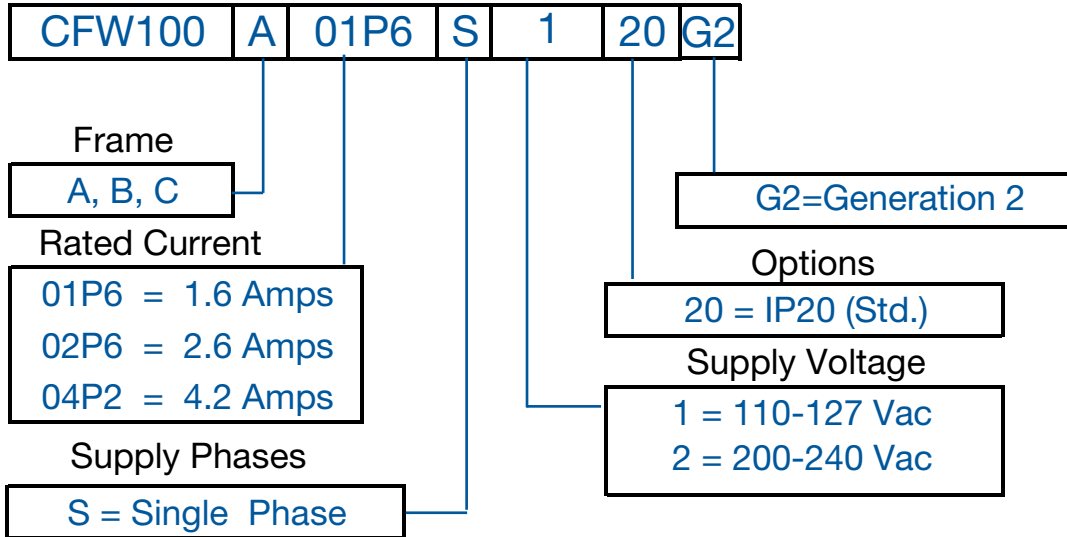 CFW100 A 01P6 S 1 20 G2
Frame
A, B, C
G2=Generation 2
Rated Current
01P6 = 1.6 Amps
02P6 = 2.6 Amps
04P2 = 4.2 Amps
Options
20 = IP20 (Std.)
Supply Voltage
1 = 110-127 Vac
2 = 200-240 Vac
Supply Phases
S = Single Phase